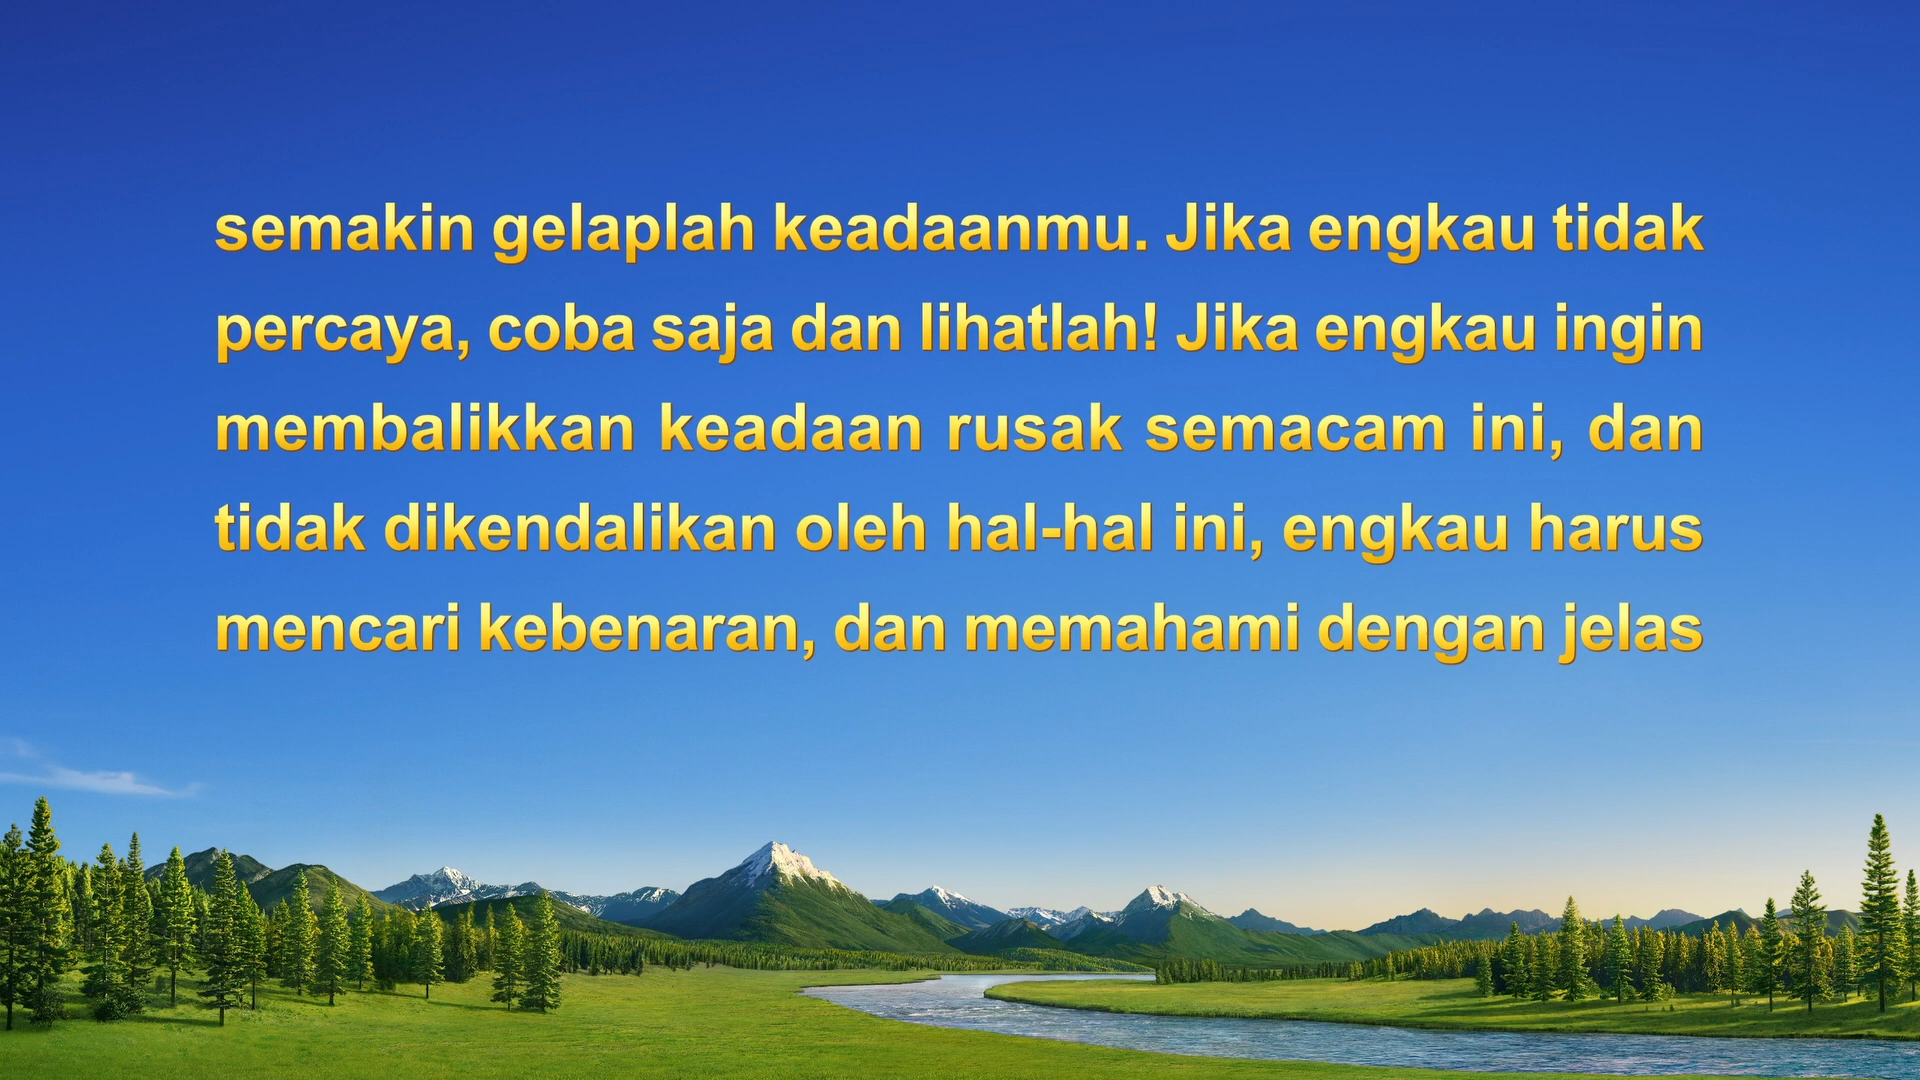 semakin gelaplah keadaanmu. Jika engkau tidak
percaya, coba saja dan lihatlah! Jika engkau ingin
membalikkan keadaan rusak semacam ini, dan
tidak dikendalikan oleh hal-hal ini, engkau harus
mencari kebenaran, dan memahami dengan jelas